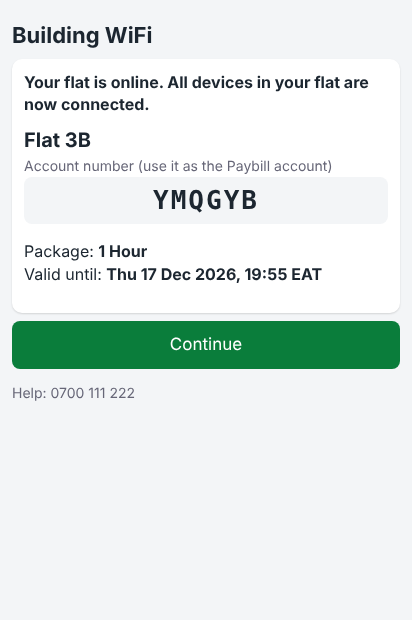 Building WiFi
Your flat is online. All devices in your flat are
now connected.
Flat 3B
Account number (use it as the Paybill account)
YMQGYB
Package: 1 Hour
Valid until: Thu 17 Dec 2026, 19:55 EAT
Continue
Help: 0700 111 222